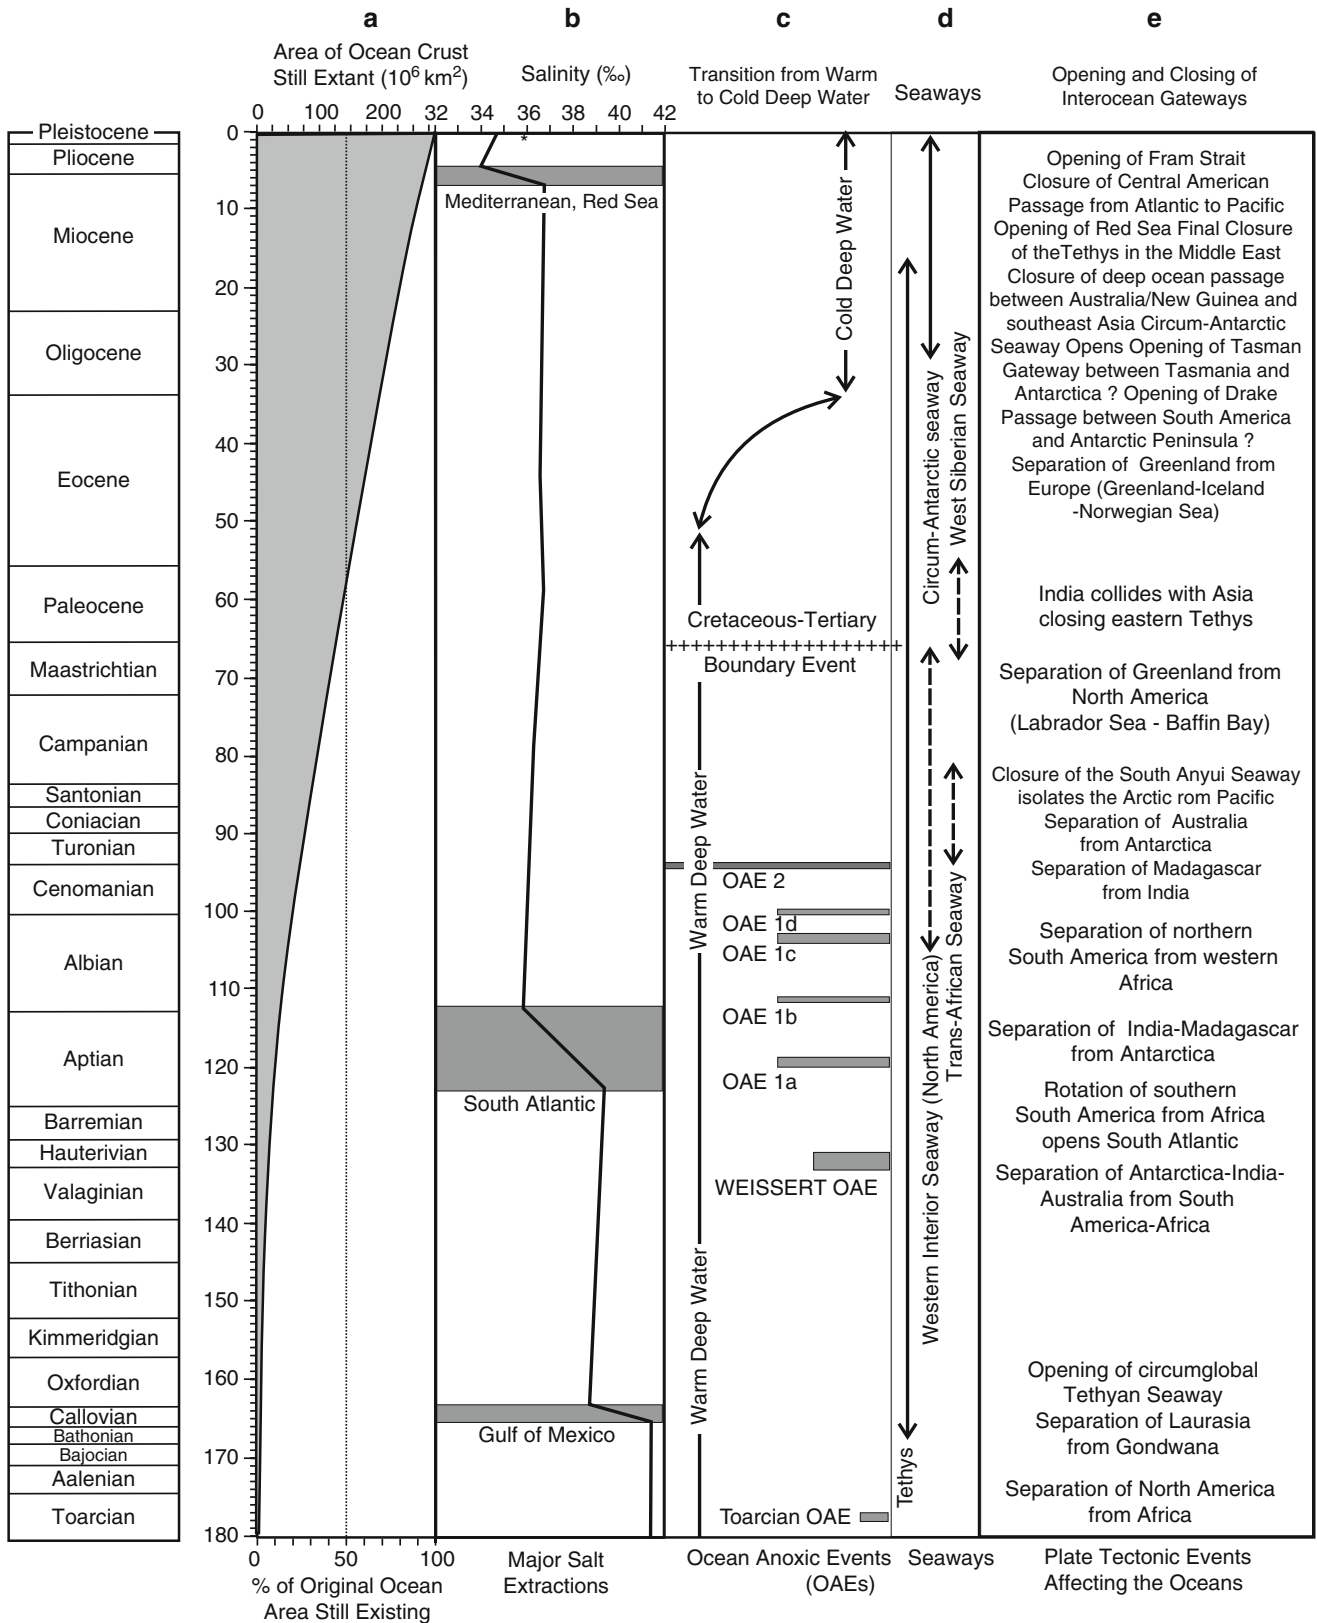 a
b
c
d
e
Area of Ocean Crust
Still Extant (10⁶ km²)
Salinity (‰)
Transition from Warm
to Cold Deep Water
Seaways
Opening and Closing of
Interocean Gateways
0 100 200
32 34 36 38 40 42
Pleistocene
Pliocene
Miocene
Oligocene
Eocene
Paleocene
Maastrichtian
Campanian
Santonian
Coniacian
Turonian
Cenomanian
Albian
Aptian
Barremian
Hauterivian
Valaginian
Berriasian
Tithonian
Kimmeridgian
Oxfordian
Callovian
Bathonian
Bajocian
Aalenian
Toarcian
0
10
20
30
40
50
60
70
80
90
100
110
120
130
140
150
160
170
180
0 50 100
% of Original Ocean
Area Still Existing
*
Mediterranean, Red Sea
South Atlantic
Gulf of Mexico
Major Salt
Extractions
Cold Deep Water
Cretaceous-Tertiary
Boundary Event
Warm Deep Water
OAE 2
OAE 1d
OAE 1c
OAE 1b
OAE 1a
WEISSERT OAE
Warm Deep Water
Toarcian OAE
Ocean Anoxic Events
(OAEs)
Circum-Antarctic seaway
West Siberian Seaway
Western Interior Seaway (North America)
Trans-African Seaway
Tethys
Seaways
Opening of Fram Strait
Closure of Central American
Passage from Atlantic to Pacific
Opening of Red Sea Final Closure
of theTethys in the Middle East
Closure of deep ocean passage
between Australia/New Guinea and
southeast Asia Circum-Antarctic
Seaway Opens Opening of Tasman
Gateway between Tasmania and
Antarctica ? Opening of Drake
Passage between South America
and Antarctic Peninsula ?
Separation of Greenland from
Europe (Greenland-Iceland
-Norwegian Sea)
India collides with Asia
closing eastern Tethys
Separation of Greenland from
North America
(Labrador Sea - Baffin Bay)
Closure of the South Anyui Seaway
isolates the Arctic rom Pacific
Separation of Australia
from Antarctica
Separation of Madagascar
from India
Separation of northern
South America from western
Africa
Separation of India-Madagascar
from Antarctica
Rotation of southern
South America from Africa
opens South Atlantic
Separation of Antarctica-India-
Australia from South
America-Africa
Opening of circumglobal
Tethyan Seaway
Separation of Laurasia
from Gondwana
Separation of North America
from Africa
Plate Tectonic Events
Affecting the Oceans